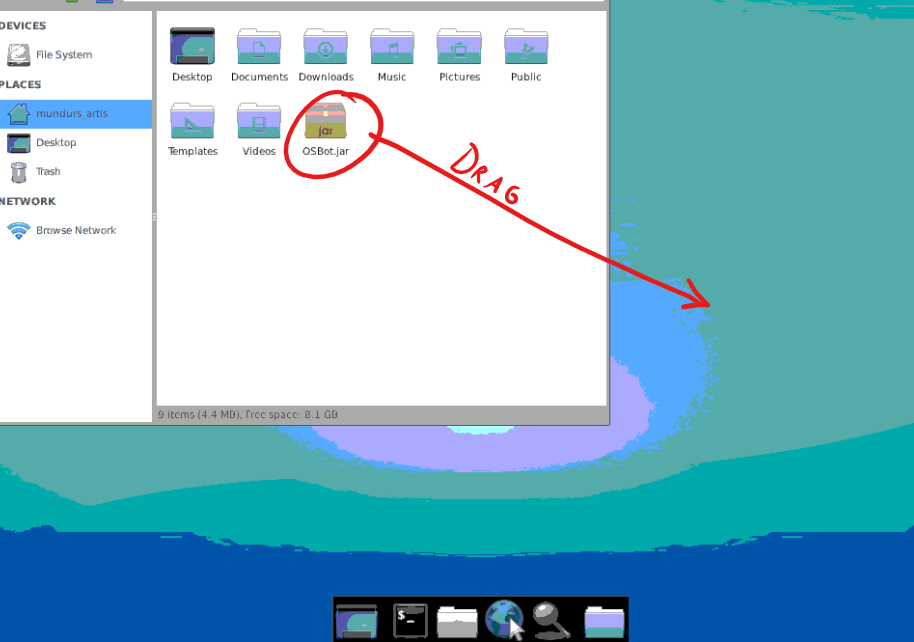 DEVICES
File System
PLACES
mundurs_artis
Desktop
Trash
NETWORK
Browse Network
Desktop Documents Downloads Music Pictures Public
jar
Templates Videos OSBot.jar
DRAG
9 items (4.4 MB), Free space: 8.1 GB
$-